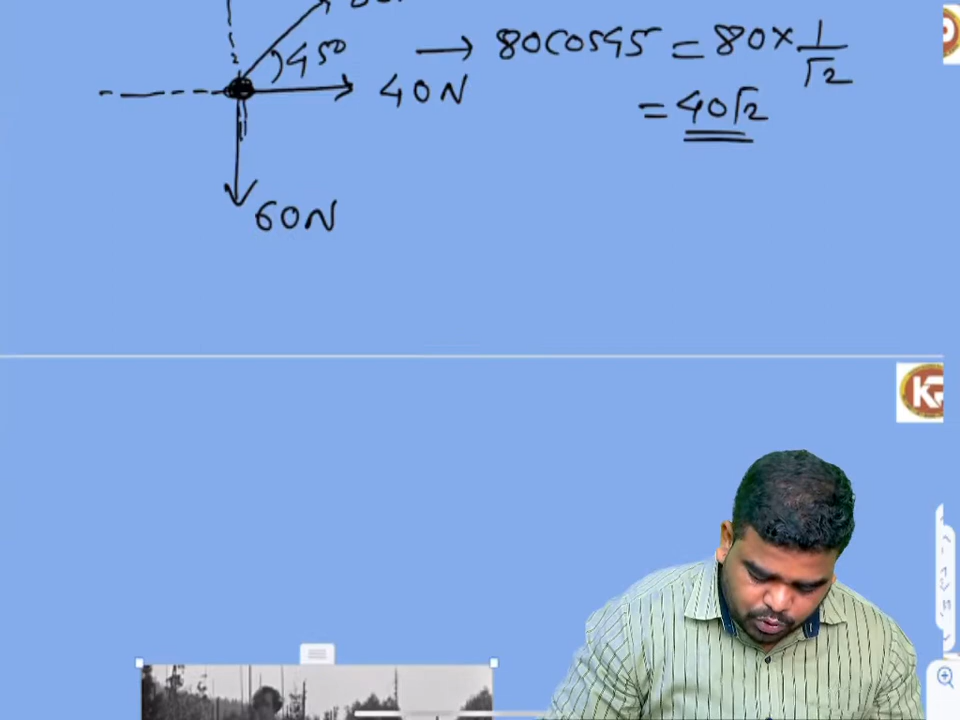 45°
→ 80cos45 = 80×1/√2
40N
= 40√2
60N